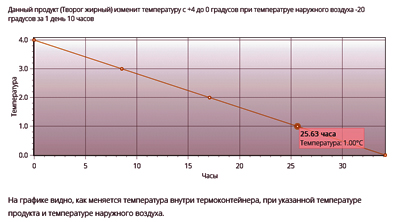 Данный продукт (Творог жирный) изменит температуру с +4 до 0 градусов при температруе наружного воздуха -20
градусов за 1 день 10 часов
4.0
3.0
2.0
1.0
0.0
Температура
25.63 часа
Температура: 1.00°C
0 5 10 15 20 25 30
Часы
На графике видно, как меняется температура внутри термоконтейнера, при указанной температуре
продукта и температуре наружного воздуха.